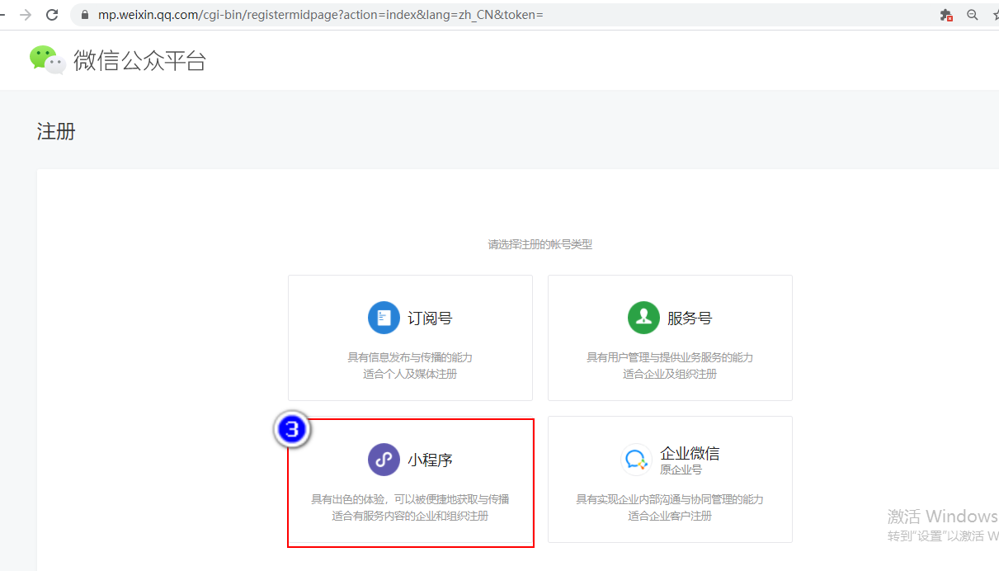 mp.weixin.qq.com/cgi-bin/registermidpage?action=index&lang=zh_CN&token=
微信公众平台
注册
请选择注册的帐号类型
订阅号
具有信息发布与传播的能力
适合个人及媒体注册
服务号
具有用户管理与提供业务服务的能力
适合企业及组织注册
3
小程序
具有出色的体验，可以被便捷地获取与传播
适合有服务内容的企业和组织注册
企业微信
原企业号
具有实现企业内部沟通与协同管理的能力
适合企业客户注册
激活 Windows
转到"设置"以激活 W